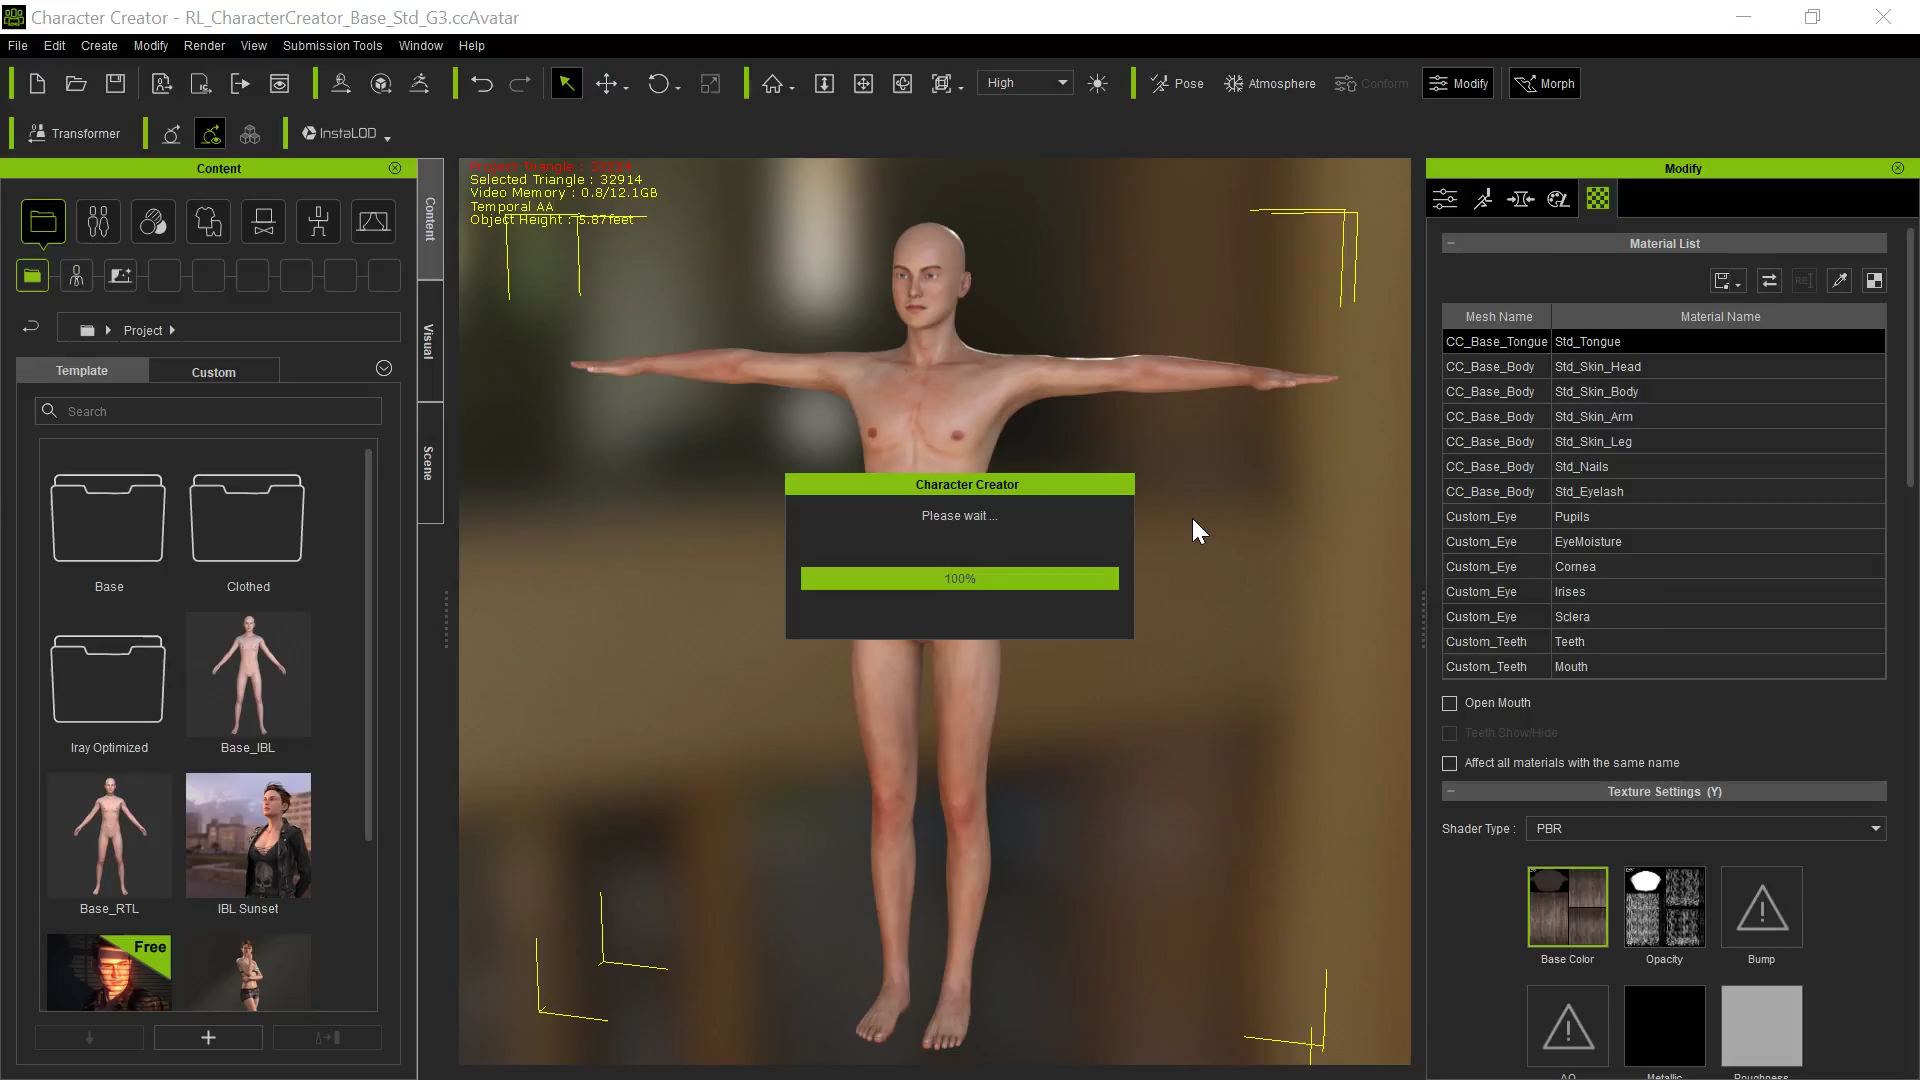 Character Creator - RL_CharacterCreator_Base_Std_G3.ccAvatar
File Edit Create Modify Render View Submission Tools Window Help
High Pose Atmosphere Conform Modify Morph
Transformer InstaLOD
Content
Project
Template Custom
Search
Base Clothed
Iray Optimized Base_IBL
Base_RTL IBL Sunset
Free
Content
Visual
Scene
Project Triangle :
Selected Triangle : 32914
Video Memory : 0.8/12.1GB
Temporal AA
Object Height : 5.87feet
Character Creator
Please wait ...
100%
Modify
Material List
Mesh Name Material Name
CC_Base_Tongue Std_Tongue
CC_Base_Body Std_Skin_Head
CC_Base_Body Std_Skin_Body
CC_Base_Body Std_Skin_Arm
CC_Base_Body Std_Skin_Leg
CC_Base_Body Std_Nails
CC_Base_Body Std_Eyelash
Custom_Eye Pupils
Custom_Eye EyeMoisture
Custom_Eye Cornea
Custom_Eye Irises
Custom_Eye Sclera
Custom_Teeth Teeth
Custom_Teeth Mouth
Open Mouth
Teeth Show/Hide
Affect all materials with the same name
Texture Settings (Y)
Shader Type : PBR
Base Color Opacity Bump
AO Metallic Roughness